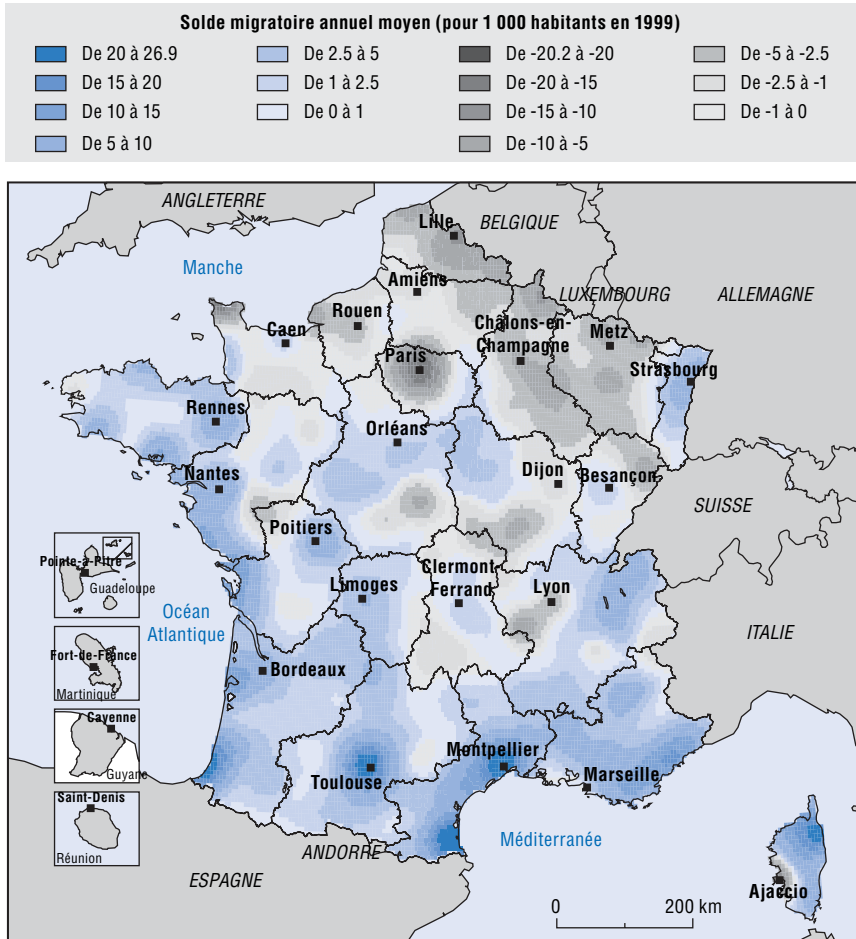 Solde migratoire annuel moyen (pour 1 000 habitants en 1999)
De 20 à 26.9
De 15 à 20
De 10 à 15
De 5 à 10
De 2.5 à 5
De 1 à 2.5
De 0 à 1
De -20.2 à -20
De -20 à -15
De -15 à -10
De -10 à -5
De -5 à -2.5
De -2.5 à -1
De -1 à 0
ANGLETERRE
Lille
BELGIQUE
Manche
Amiens
LUXEMBOURG
ALLEMAGNE
Rouen
Caen
Châlons-en-
Champagne
Metz
Paris
Strasbourg
Rennes
Orléans
Nantes
Dijon
Besançon
SUISSE
Poitiers
Pointe-à-Pitre
Guadeloupe
Limoges
Clermont-
Ferrand
Lyon
Océan
Atlantique
ITALIE
Fort-de-France
Martinique
Bordeaux
Cayenne
Guyane
Montpellier
Toulouse
Marseille
Saint-Denis
Réunion
ANDORRE
Méditerranée
ESPAGNE
Ajaccio
0 200 km